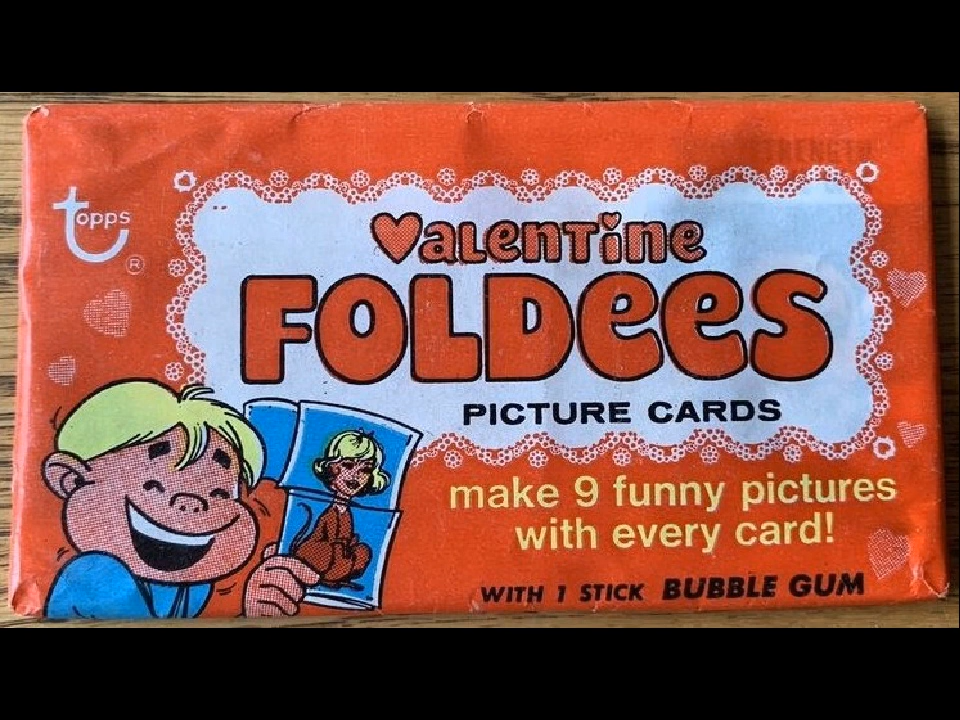 topps
®
Valentine
FOLDees
PICTURE CARDS
make 9 funny pictures
with every card!
WITH 1 STICK BUBBLE GUM